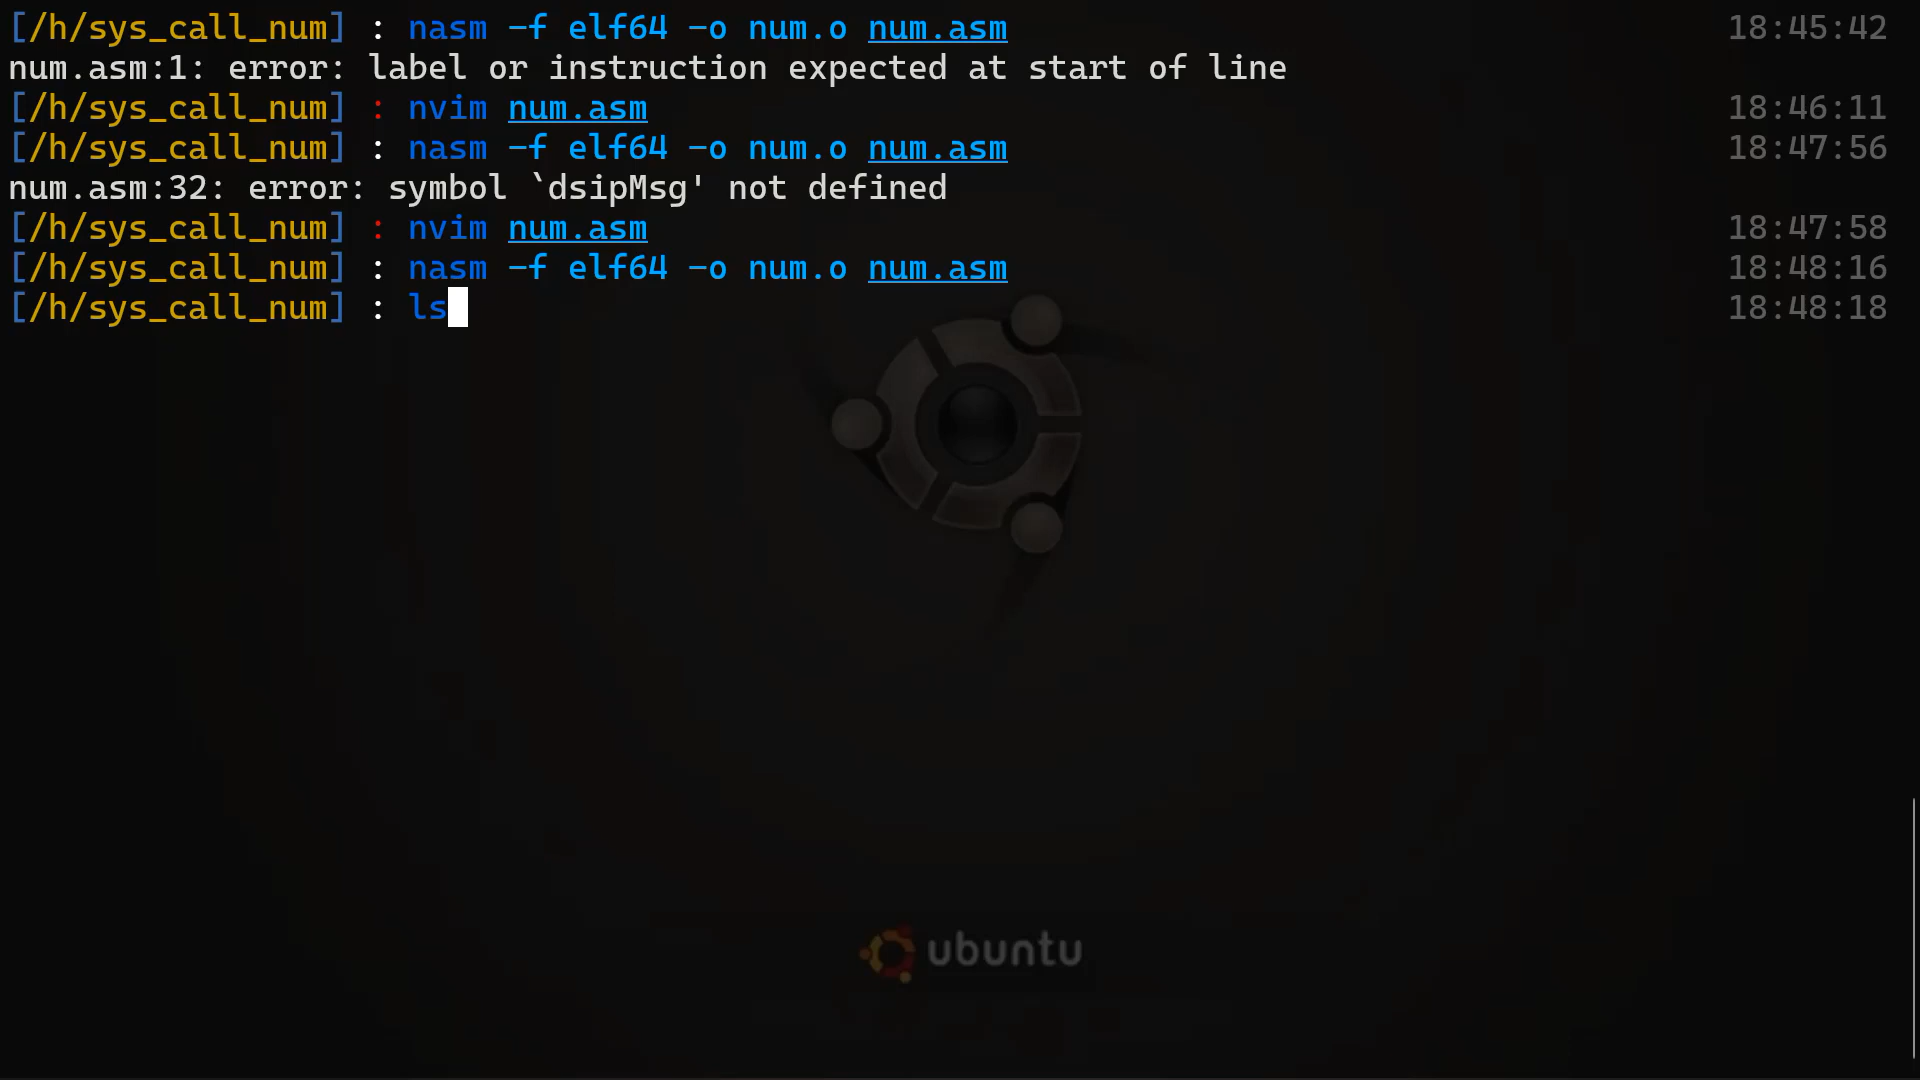 [/h/sys_call_num] : nasm -f elf64 -o num.o num.asm 18:45:42
num.asm:1: error: label or instruction expected at start of line
[/h/sys_call_num] : nvim num.asm 18:46:11
[/h/sys_call_num] : nasm -f elf64 -o num.o num.asm 18:47:56
num.asm:32: error: symbol `dsipMsg' not defined
[/h/sys_call_num] : nvim num.asm 18:47:58
[/h/sys_call_num] : nasm -f elf64 -o num.o num.asm 18:48:16
[/h/sys_call_num] : ls 18:48:18
ubuntu